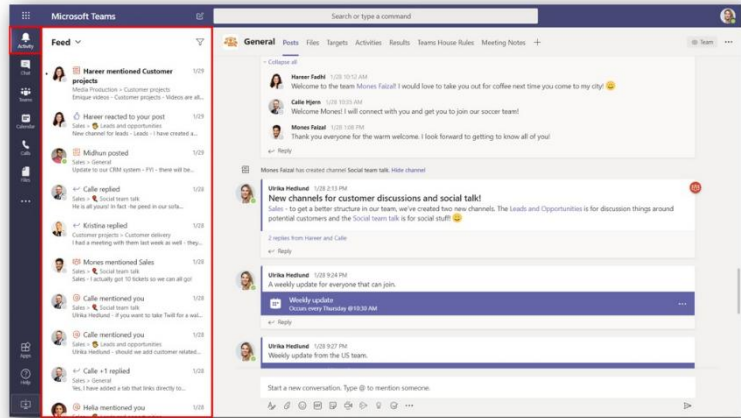 Microsoft Teams
Search or type a command
Activity
Chat
Teams
Calendar
Calls
Files
Apps
Help
Feed
Hareer mentioned Customer projects 1/29
Media Production > Customer projects
Enrique videos - Customer projects - Videos are all...
Hareer reacted to your post 1/29
Sales > Leads and opportunities
New channel for leads - Leads - I have created a...
Midhun posted 1/29
Sales > General
Update to our CRM system - FYI - there will be...
Calle replied 1/28
Sales > Social team talk
He is all yours! In fact -he peed in our sofa...
Kristina replied 1/28
Customer projects > Customer delivery
I had a meeting with them last week as well - they...
Mones mentioned Sales 1/28
Sales > Social team talk
Sales - I actually got 10 tickets so we can all go!
Calle mentioned you 1/28
Sales > Social team talk
Ulrika Hedlund - if you want to take Twil for a wal...
Calle mentioned you 1/28
Sales > Leads and opportunities
Ulrika Hedlund - should we add customer related...
Calle +1 replied 1/28
Sales > General
Yes, I have added a tab that links directly to...
Helia mentioned you 1/28
General Posts Files Targets Activities Results Teams House Rules Meeting Notes +
Team
Collapse all
Hareer Fadhi 1/28 10:12 AM
Welcome to the team Mones Faizal! I would love to take you out for coffee next time you come to my city!
Calle Hjern 1/28 10:35 AM
Welcome Mones! I will connect with you and get you to join our soccer team!
Mones Faizal 1/28 1:08 PM
Thank you everyone for the warm welcome. I look forward to getting to know all of you!
Reply
Mones Faizal has created channel Social team talk. Hide channel
Ulrika Hedlund 1/28 2:13 PM
New channels for customer discussions and social talk!
Sales - to get a better structure in our team, we've created two new channels. The Leads and Opportunities is for discussion things around
potential customers and the Social team talk is for social stuff!
2 replies from Hareer and Calle
Reply
Ulrika Hedlund 1/28 9:24 PM
A weekly update for everyone that can join.
Weekly update
Occurs every Thursday @10:30 AM
Reply
Ulrika Hedlund 1/28 9:27 PM
Weekly update from the US team.
Start a new conversation. Type @ to mention someone.